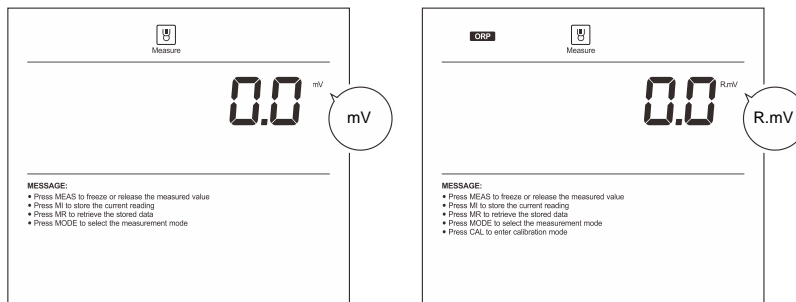 Measure
0.0 mV
mV
MESSAGE:
• Press MEAS to freeze or release the measured value
• Press MI to store the current reading
• Press MR to retrieve the stored data
• Press MODE to select the measurement mode
ORP
Measure
0.0 R.mV
R.mV
MESSAGE:
• Press MEAS to freeze or release the measured value
• Press MI to store the current reading
• Press MR to retrieve the stored data
• Press MODE to select the measurement mode
• Press CAL to enter calibration mode